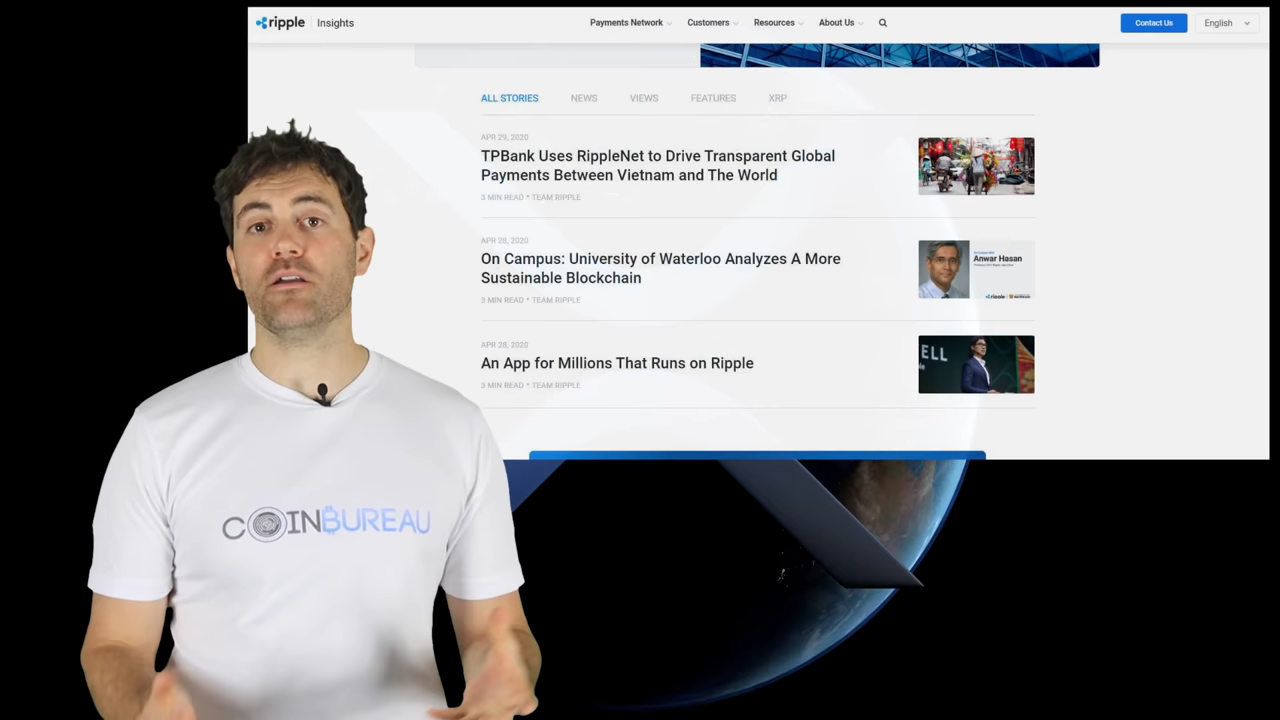 ripple Insights Payments Network Customers Resources About Us Contact Us English
ALL STORIES NEWS VIEWS FEATURES XRP
APR 29, 2020
TPBank Uses RippleNet to Drive Transparent Global
Payments Between Vietnam and The World
3 MIN READ • TEAM RIPPLE
APR 28, 2020
On Campus: University of Waterloo Analyzes A More
Sustainable Blockchain
3 MIN READ • TEAM RIPPLE
Anwar Hasan
ripple
APR 28, 2020
An App for Millions That Runs on Ripple
3 MIN READ • TEAM RIPPLE
ELL
COINBUREAU